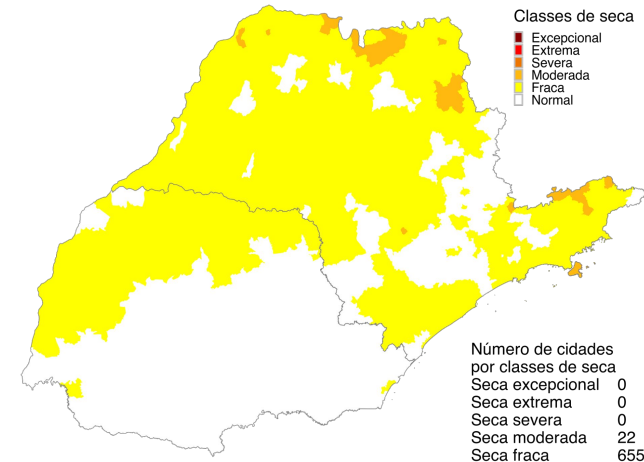 Classes de seca
Excepcional
Extrema
Severa
Moderada
Fraca
Normal
Número de cidades
por classes de seca
Seca excepcional 0
Seca extrema 0
Seca severa 0
Seca moderada 22
Seca fraca 655